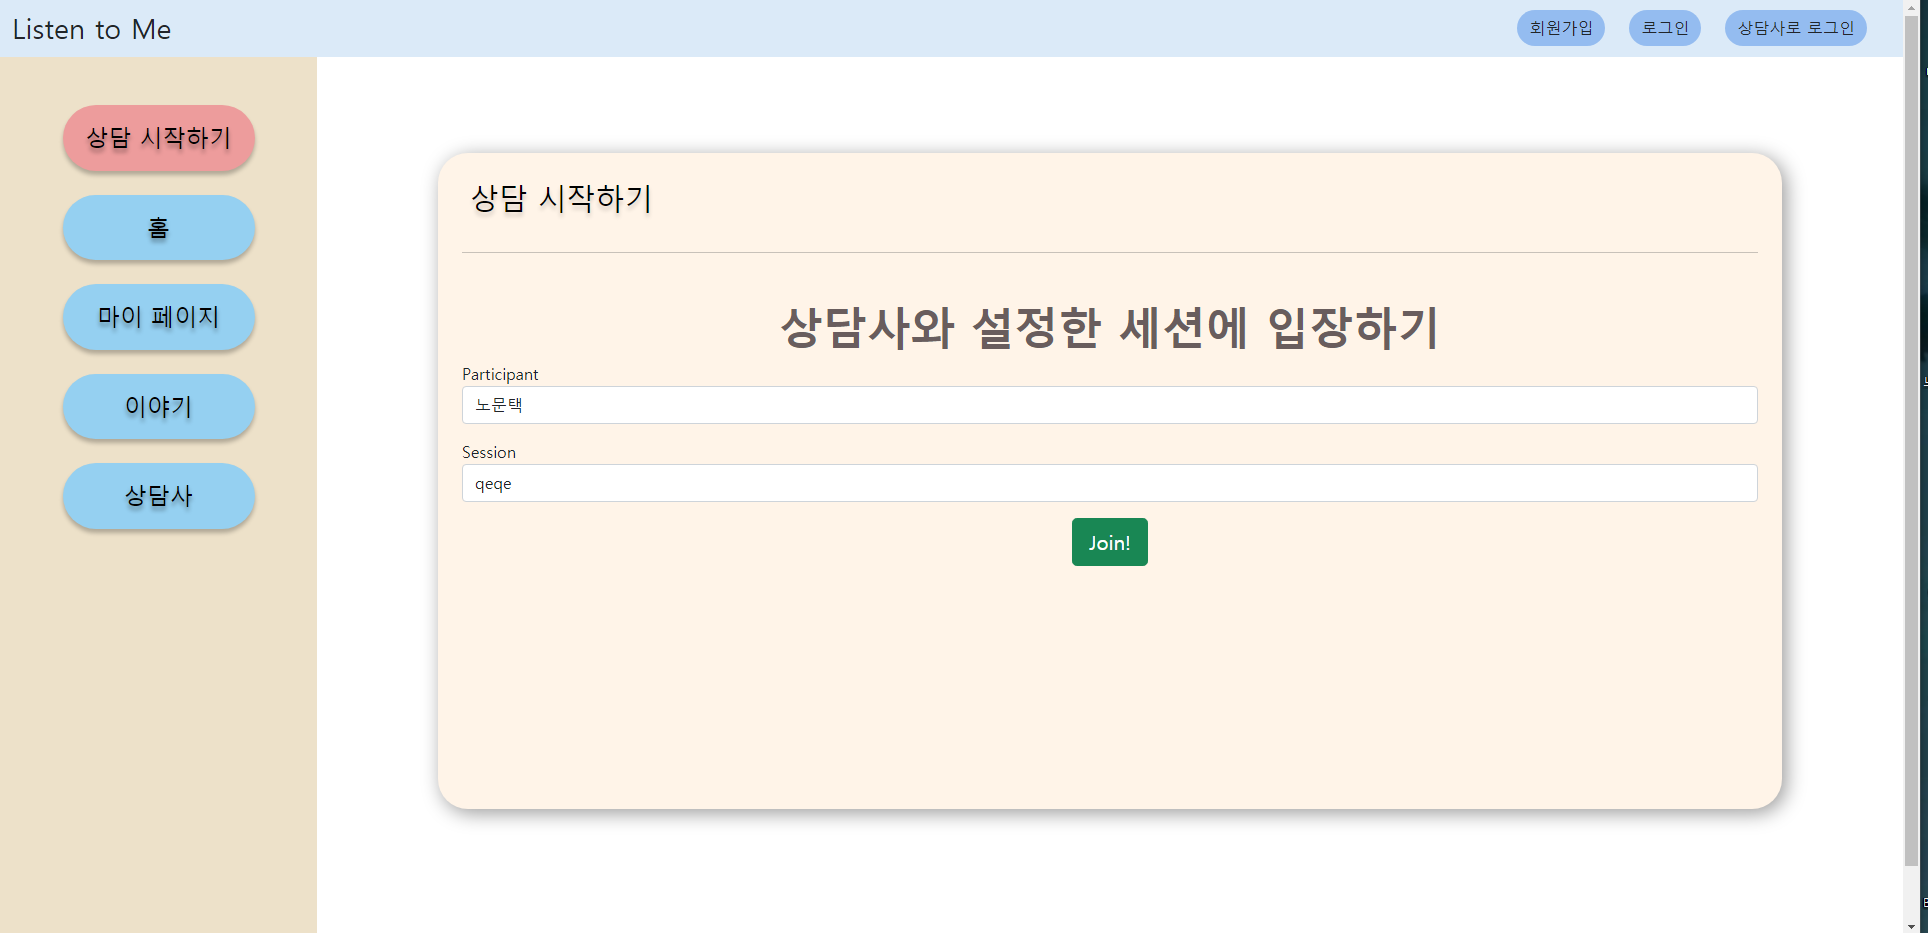 Listen to Me
회원가입
로그인
상담사로 로그인
상담 시작하기
홈
마이 페이지
이야기
상담사
상담 시작하기
상담사와 설정한 세션에 입장하기
Participant
노문택
Session
qeqe
Join!